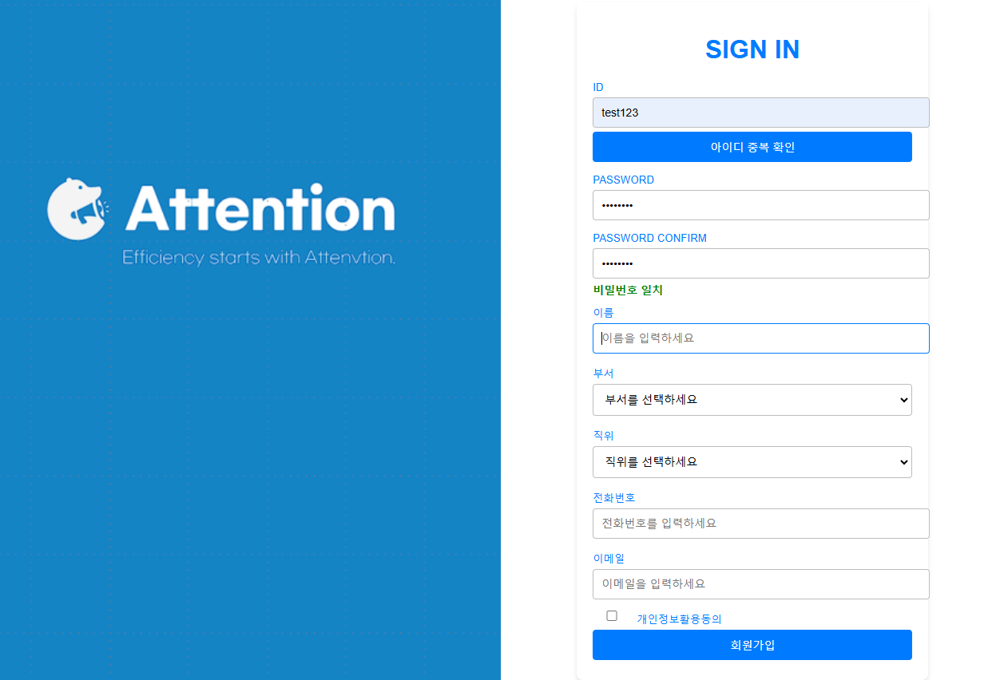 Attention
Efficiency starts with Attenvtion.
SIGN IN
ID
test123
아이디 중복 확인
PASSWORD
••••••••
PASSWORD CONFIRM
••••••••
비밀번호 일치
이름
이름을 입력하세요
부서
부서를 선택하세요
직위
직위를 선택하세요
전화번호
전화번호를 입력하세요
이메일
이메일을 입력하세요
개인정보활용동의
회원가입